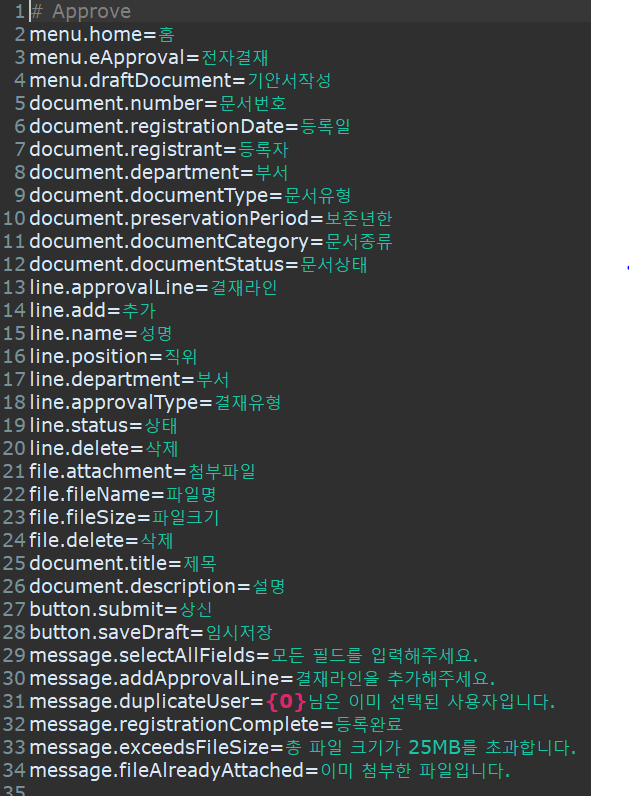 1 # Approve
2 menu.home=홈
3 menu.eApproval=전자결재
4 menu.draftDocument=기안서작성
5 document.number=문서번호
6 document.registrationDate=등록일
7 document.registrant=등록자
8 document.department=부서
9 document.documentType=문서유형
10 document.preservationPeriod=보존년한
11 document.documentCategory=문서종류
12 document.documentStatus=문서상태
13 line.approvalLine=결재라인
14 line.add=추가
15 line.name=성명
16 line.position=직위
17 line.department=부서
18 line.approvalType=결재유형
19 line.status=상태
20 line.delete=삭제
21 file.attachment=첨부파일
22 file.fileName=파일명
23 file.fileSize=파일크기
24 file.delete=삭제
25 document.title=제목
26 document.description=설명
27 button.submit=상신
28 button.saveDraft=임시저장
29 message.selectAllFields=모든 필드를 입력해주세요.
30 message.addApprovalLine=결재라인을 추가해주세요.
31 message.duplicateUser={0}님은 이미 선택된 사용자입니다.
32 message.registrationComplete=등록완료
33 message.exceedsFileSize=총 파일 크기가 25MB를 초과합니다.
34 message.fileAlreadyAttached=이미 첨부한 파일입니다.
35